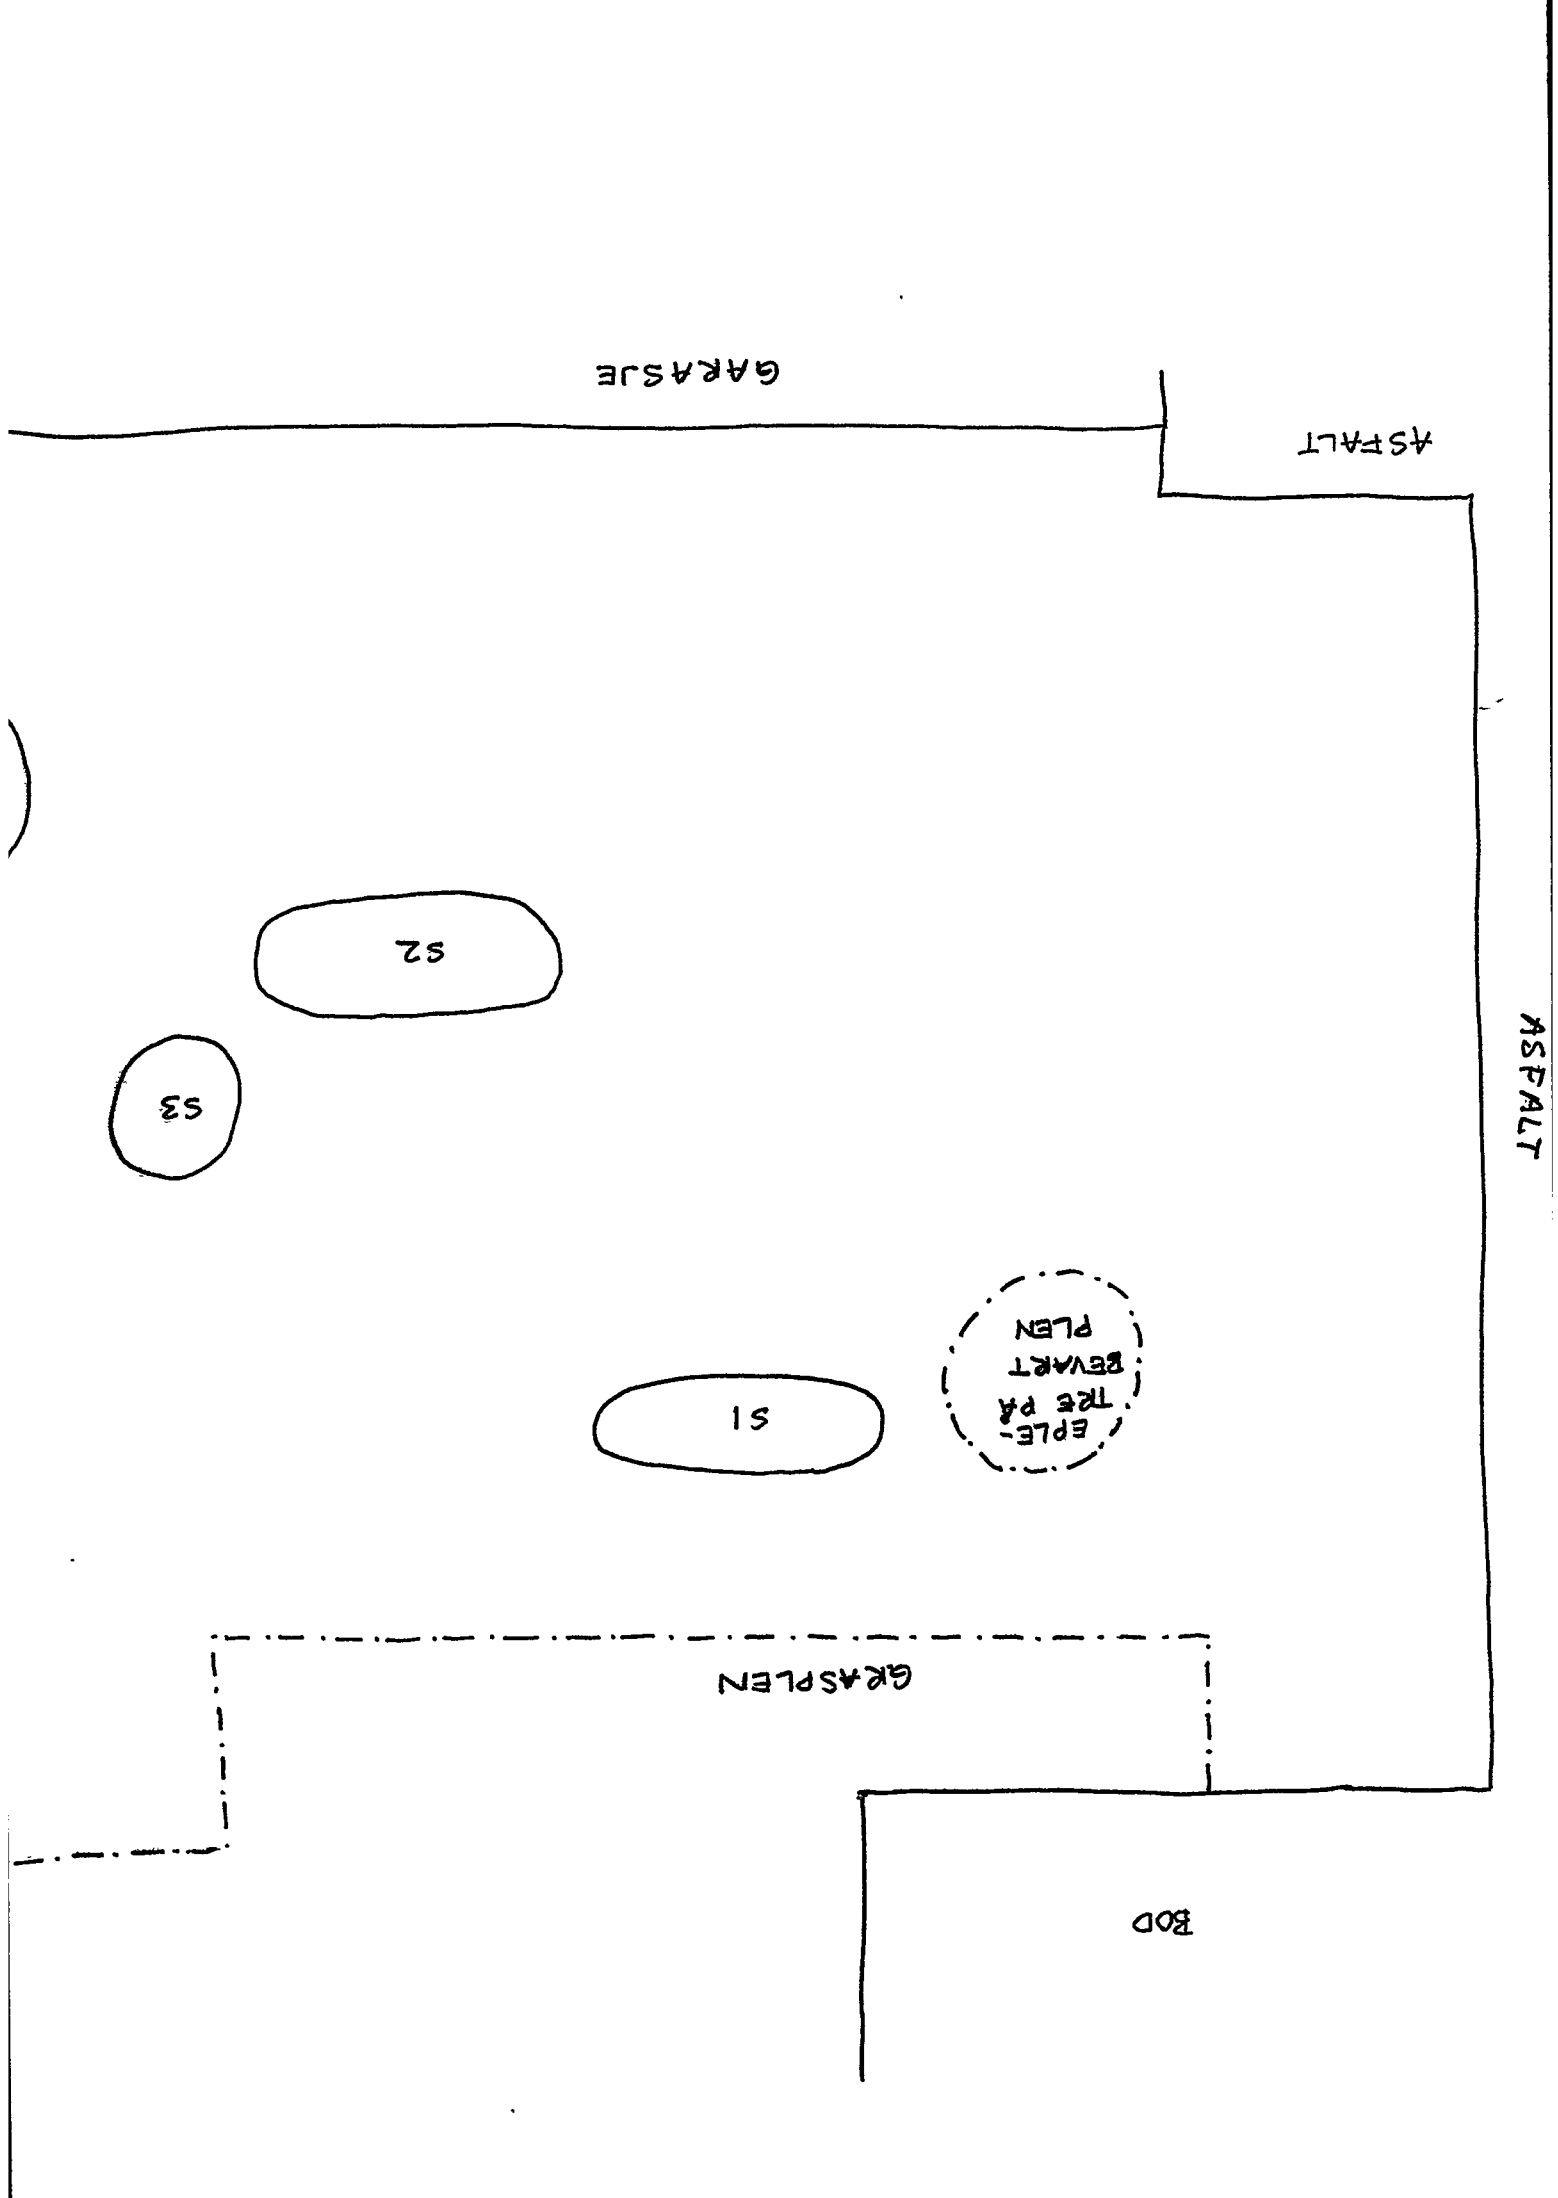 BOD
GRASPLEN
EPLE-
TRE PÅ
BEVART
PLEN
S1
ASFALT
S3
S2
ASFALT
GARASJE